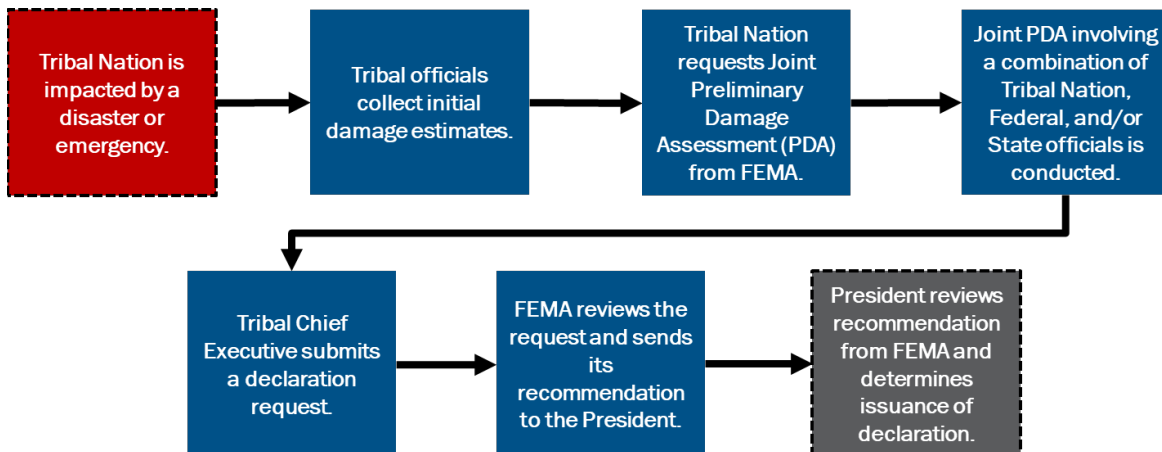 Tribal Nation is
impacted by a
disaster or
emergency.
Tribal officials
collect initial
damage estimates.
Tribal Nation
requests Joint
Preliminary
Damage
Assessment (PDA)
from FEMA.
Joint PDA involving
a combination of
Tribal Nation,
Federal, and/or
State officials is
conducted.
Tribal Chief
Executive submits
a declaration
request.
FEMA reviews the
request and sends
its
recommendation
to the President.
President reviews
recommendation
from FEMA and
determines
issuance of
declaration.